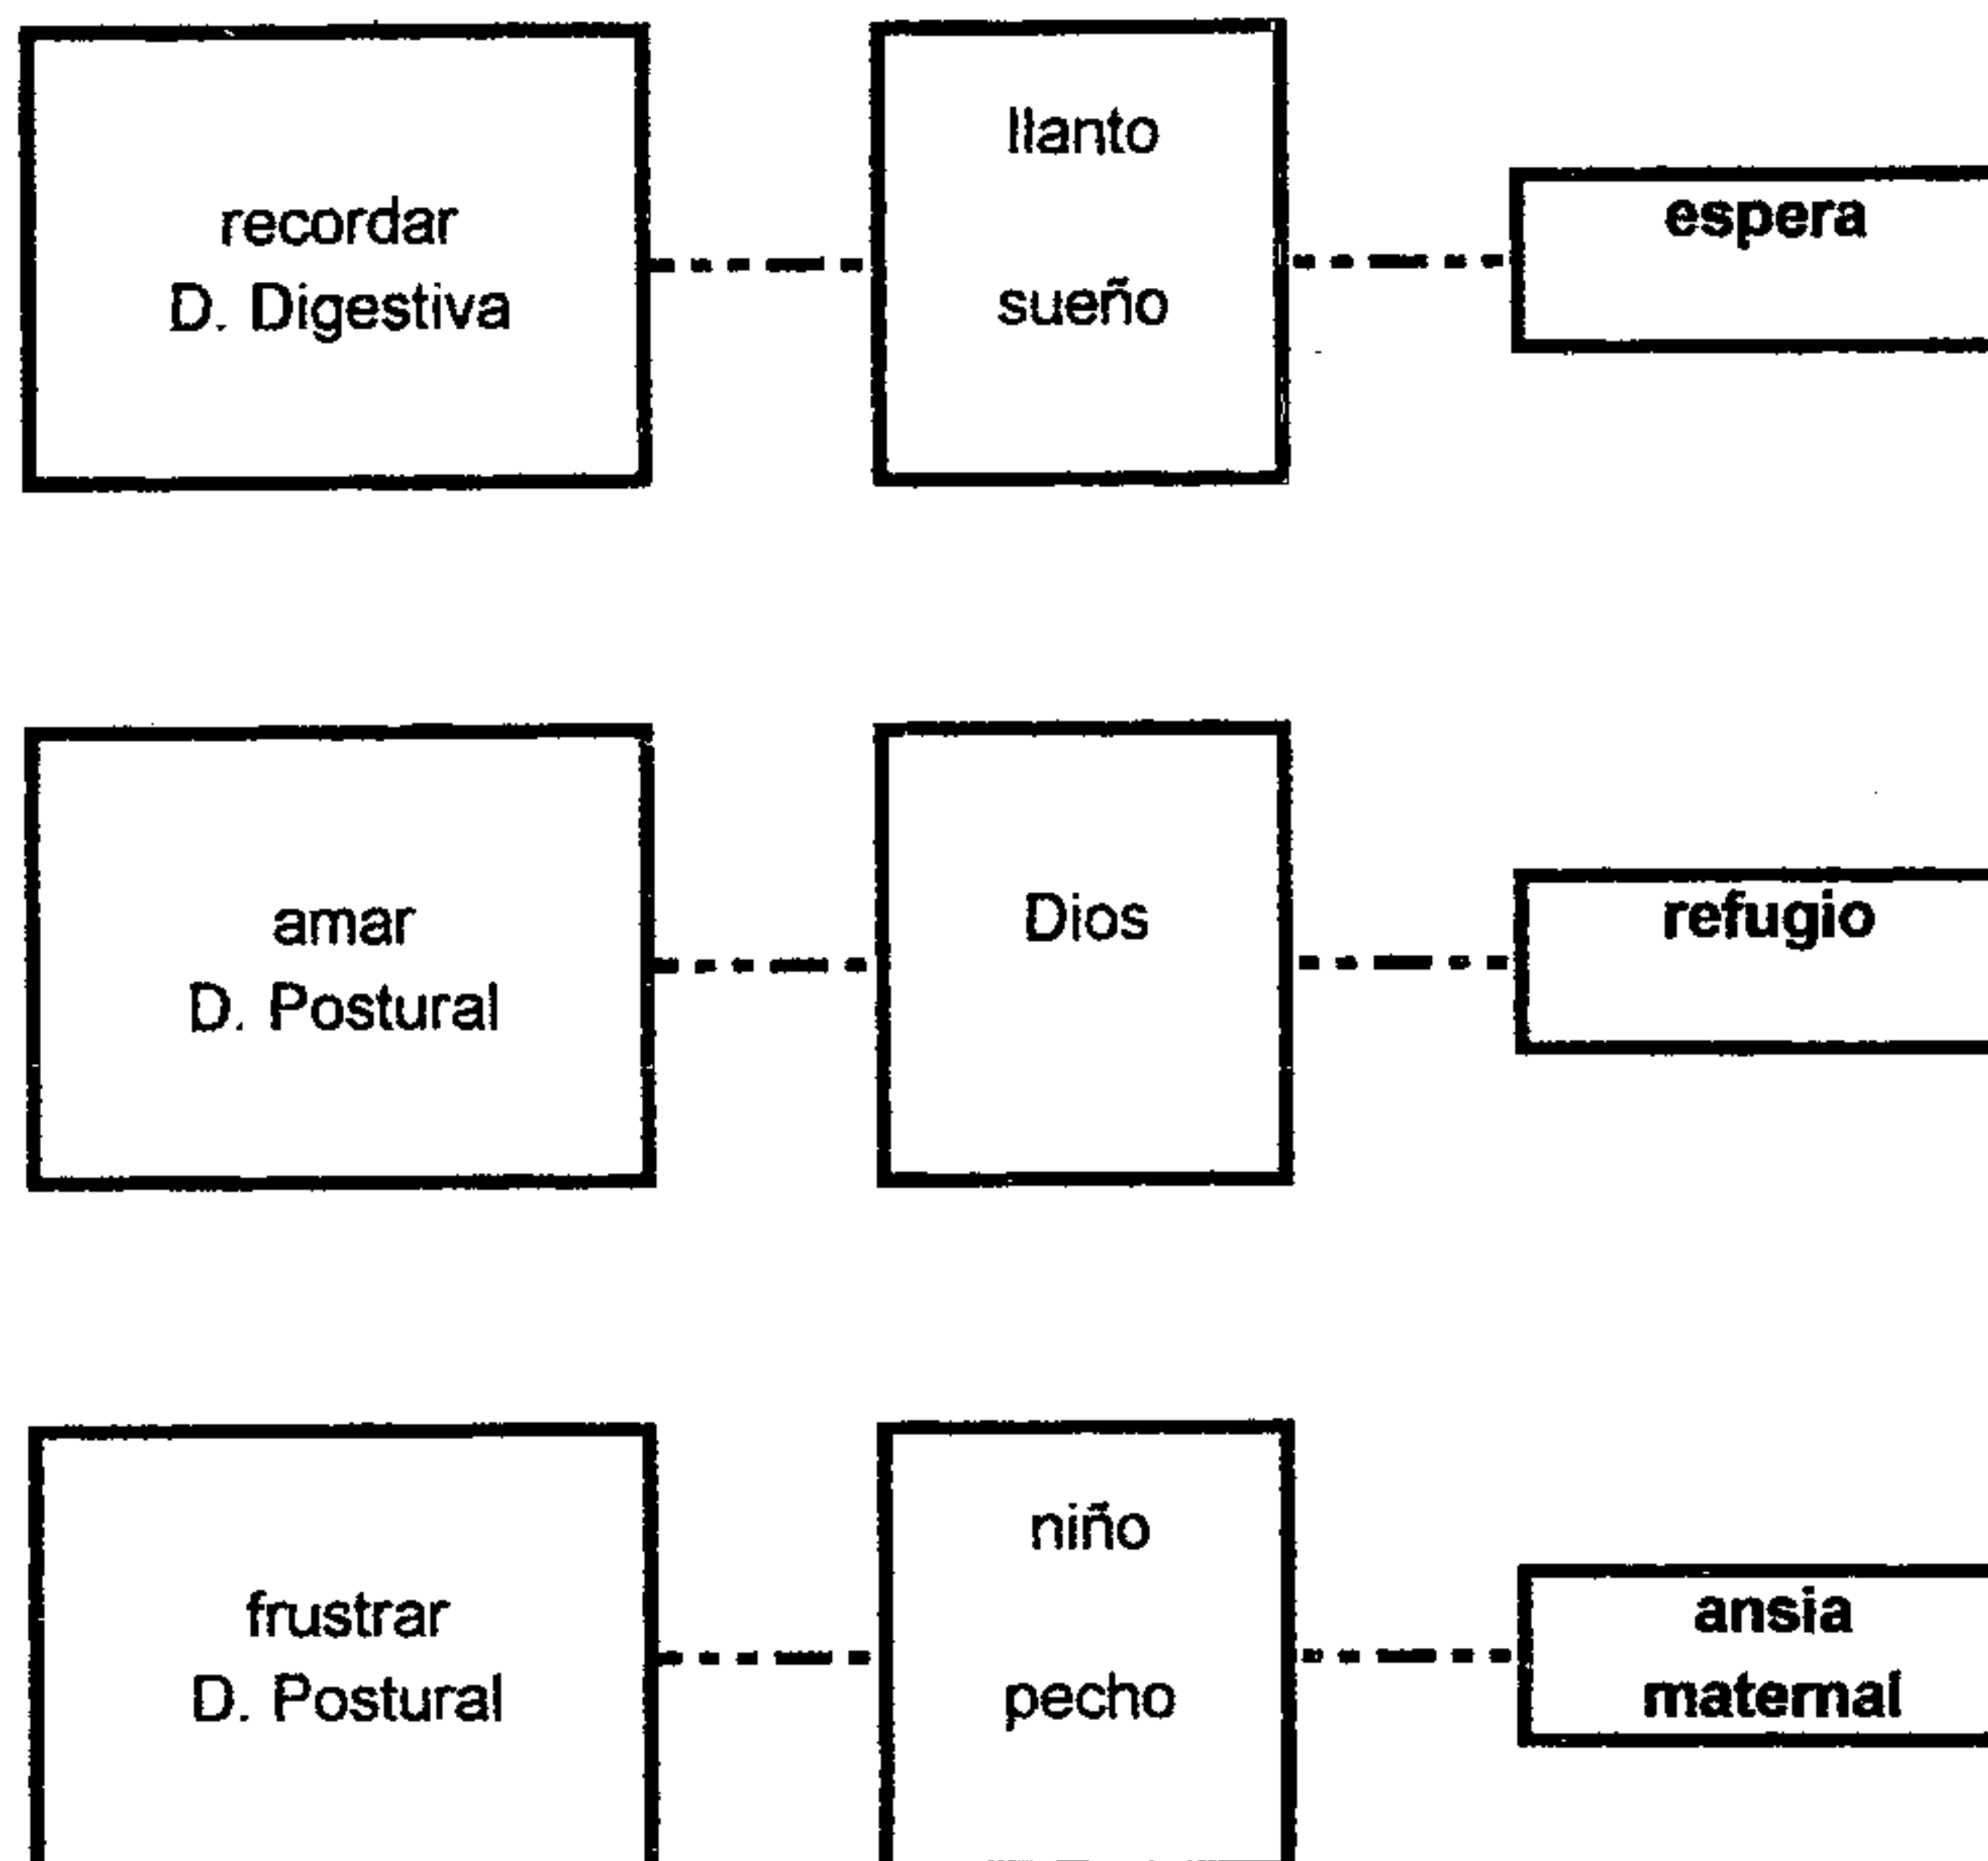 recordar
D. Digestiva
llanto
sueño
espera
amar
D. Postural
Dios
refugio
frustrar
D. Postural
niño
pecho
ansia
maternal